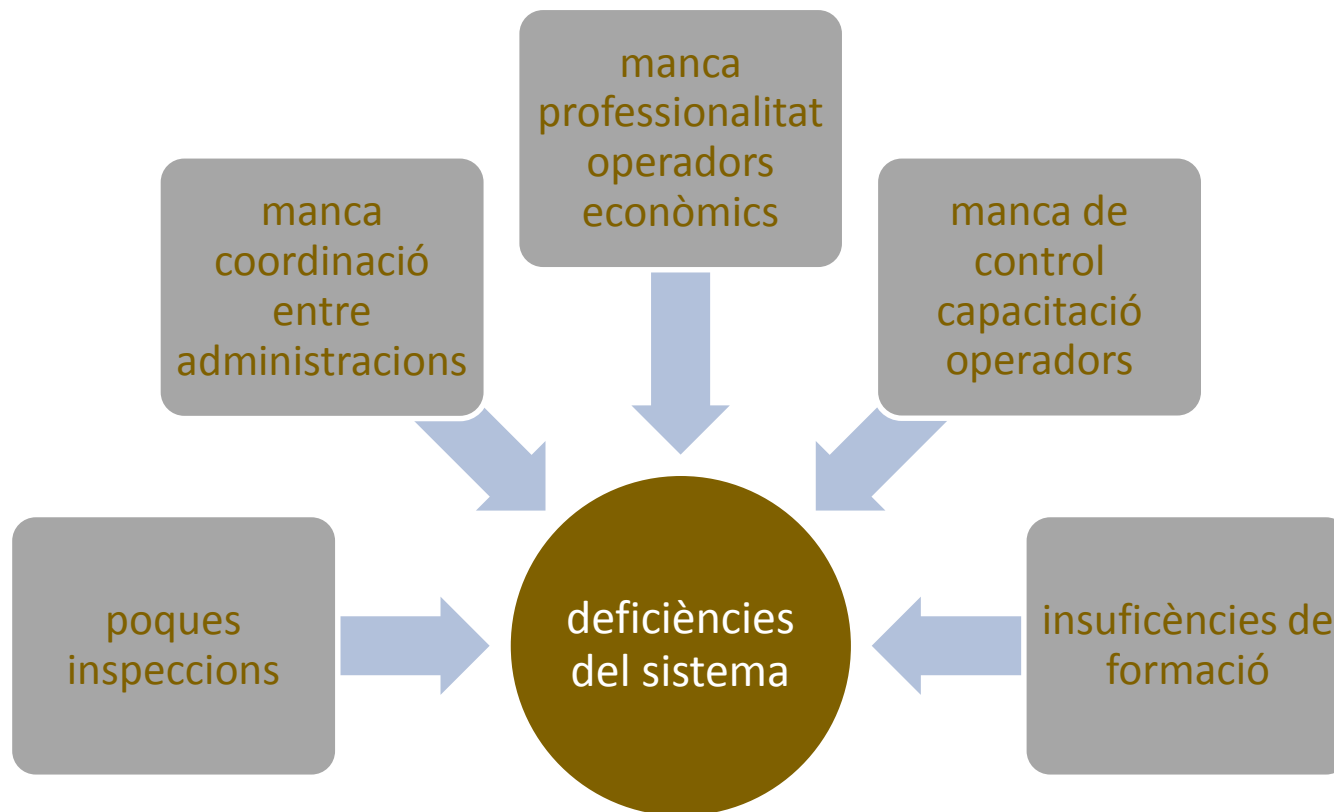 manca
professionalitat
operadors
econòmics
manca
coordinació
entre
administracions
manca de
control
capacitació
operadors
poques
inspeccions
deficiències
del sistema
insuficències de
formació